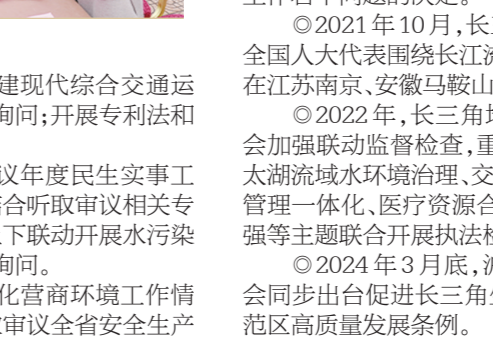 建现代综合交通运
询问;开展专利法和
议年度民生实事工
结合听取审议相关专
上下联动开展水污染
询问。
化营商环境工作情
审议全省安全生产
◎2021年10月,长
全国人大代表围绕长江流
在江苏南京、安徽马鞍山
◎2022年,长三角地
会加强联动监督检查,重
太湖流域水环境治理、交
管理一体化、医疗资源合
强等主题联合开展执法检
◎2024年3月底,
会同步出台促进长三角生
范区高质量发展条例。